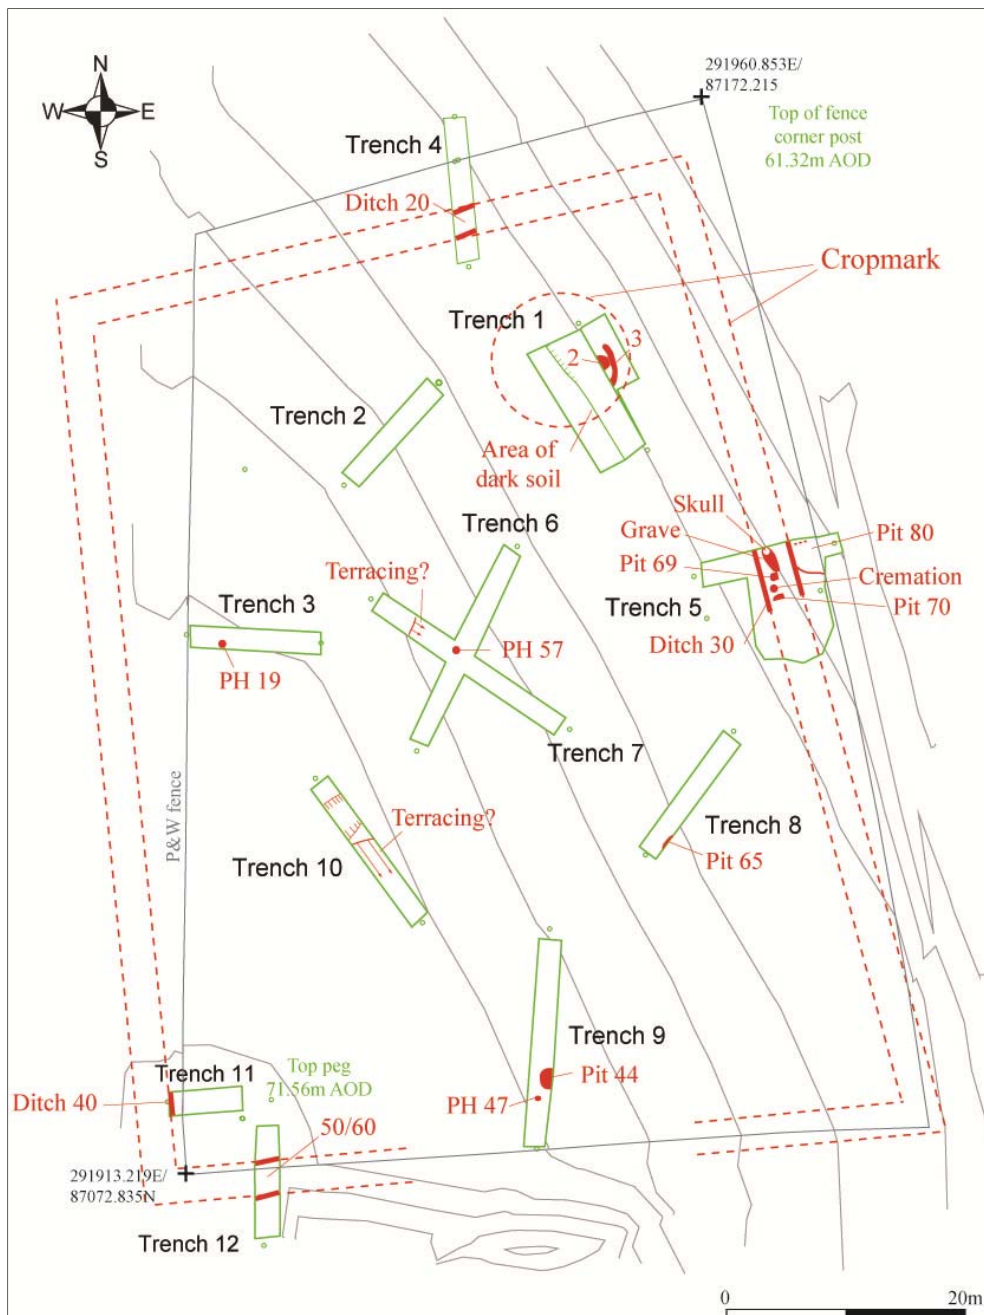 N
W
E
S
291960.853E/
87172.215
Top of fence
corner post
61.32m AOD
Trench 4
Ditch 20
Cropmark
Trench 1
2
3
Trench 2
Area of
dark soil
Skull
Grave
Pit 80
Pit 69
Cremation
Trench 5
Pit 70
Ditch 30
Trench 6
Terracing?
Trench 3
PH 57
PH 19
Trench 7
P&W fence
Terracing?
Trench 8
Pit 65
Trench 10
Trench 9
Pit 44
PH 47
Top peg
71.56m AOD
Trench 11
Ditch 40
50/60
291913.219E/
87072.835N
Trench 12
0
20m